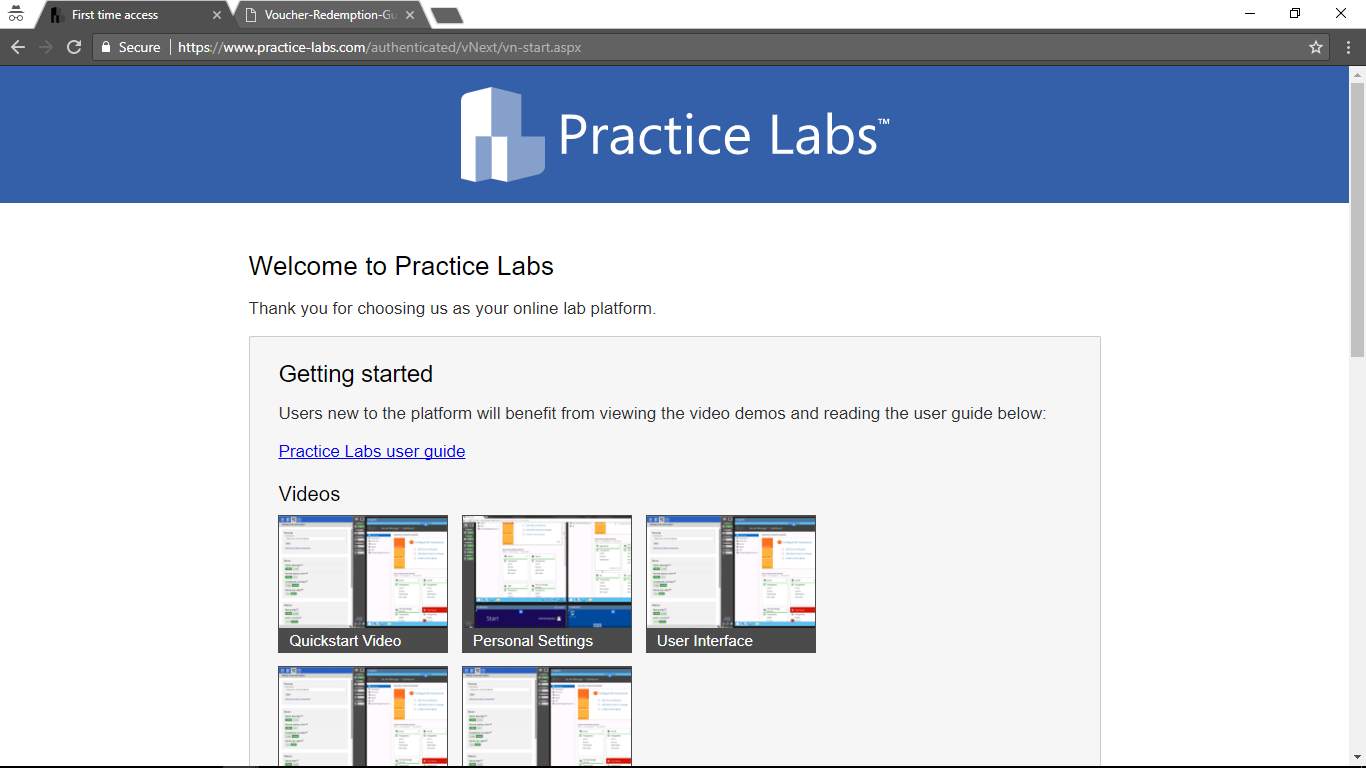 First time access
Voucher-Redemption-Gu
Secure
https://www.practice-labs.com/authenticated/vNext/vn-start.aspx
Practice Labs™
Welcome to Practice Labs
Thank you for choosing us as your online lab platform.
Getting started
Users new to the platform will benefit from viewing the video demos and reading the user guide below:
Practice Labs user guide
Videos
Start
Quickstart Video
Personal Settings
User Interface